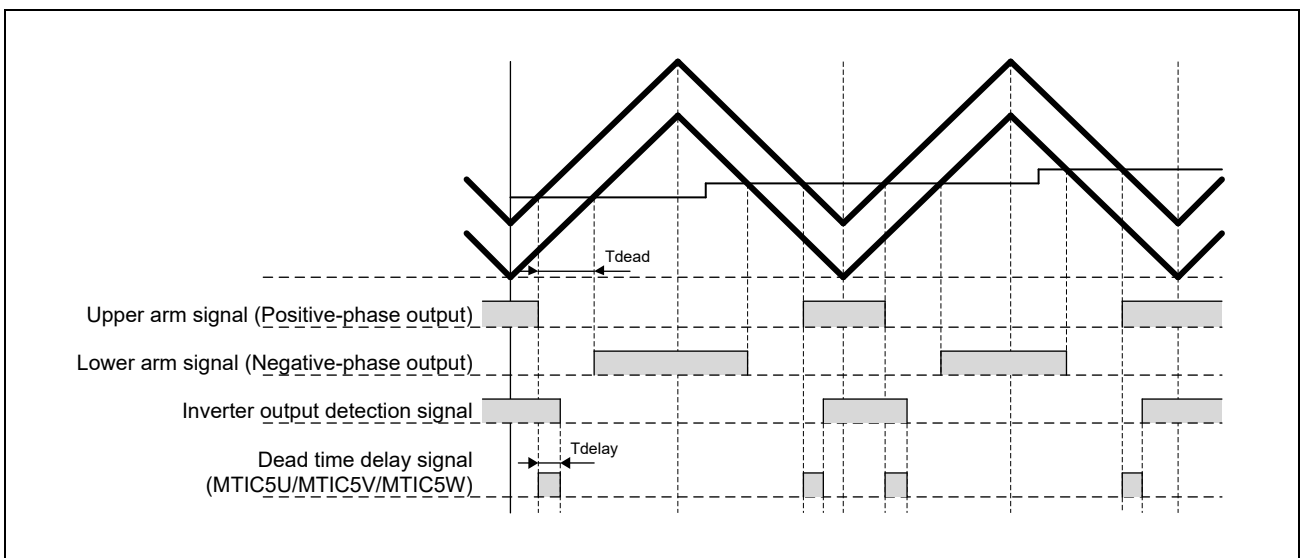 Tdead
Upper arm signal (Positive-phase output)
Lower arm signal (Negative-phase output)
Inverter output detection signal
Tdelay
Dead time delay signal
(MTIC5U/MTIC5V/MTIC5W)